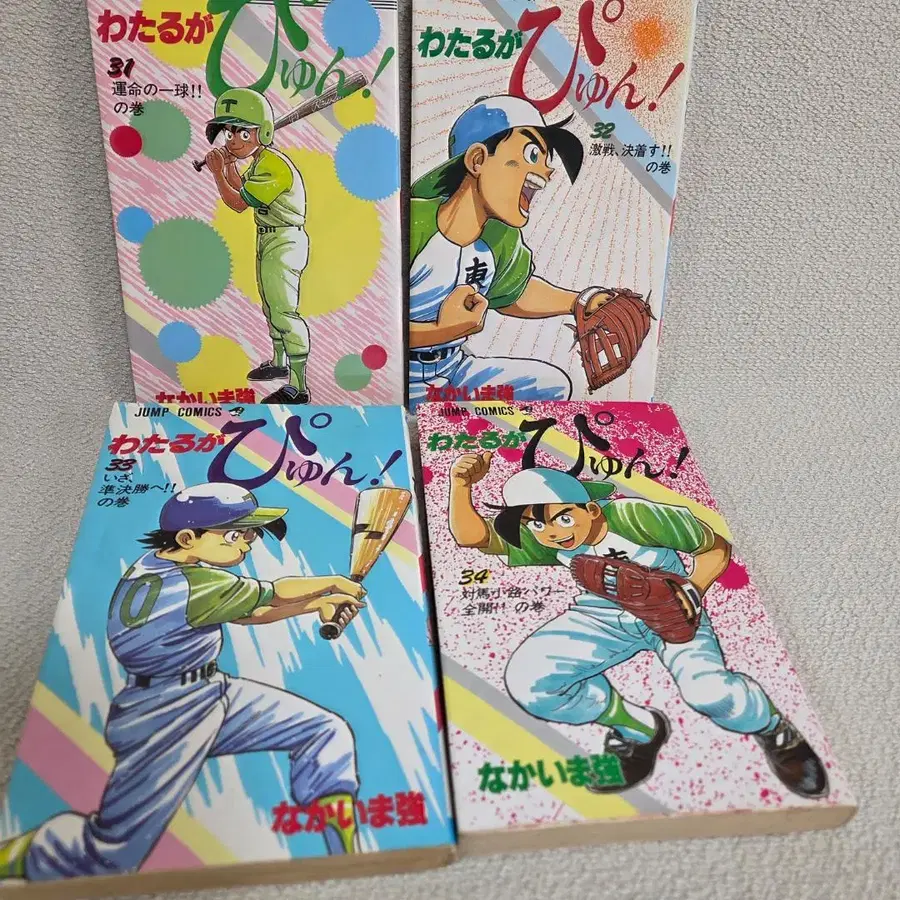 わたるが
ぴゅん!
31
運命の一球!!
の巻
T
なかいま強
わたるが
ぴゅん!
32
激戦、決着す!!
の巻
東
なかいま強
JUMP COMICS
わたるが
ぴゅん!
33
いざ、
準決勝へ!!
の巻
0
なかいま強
JUMP COMICS
わたるが
ぴゅん!
34
対馬小路パワー
全開!! の巻
なかいま強